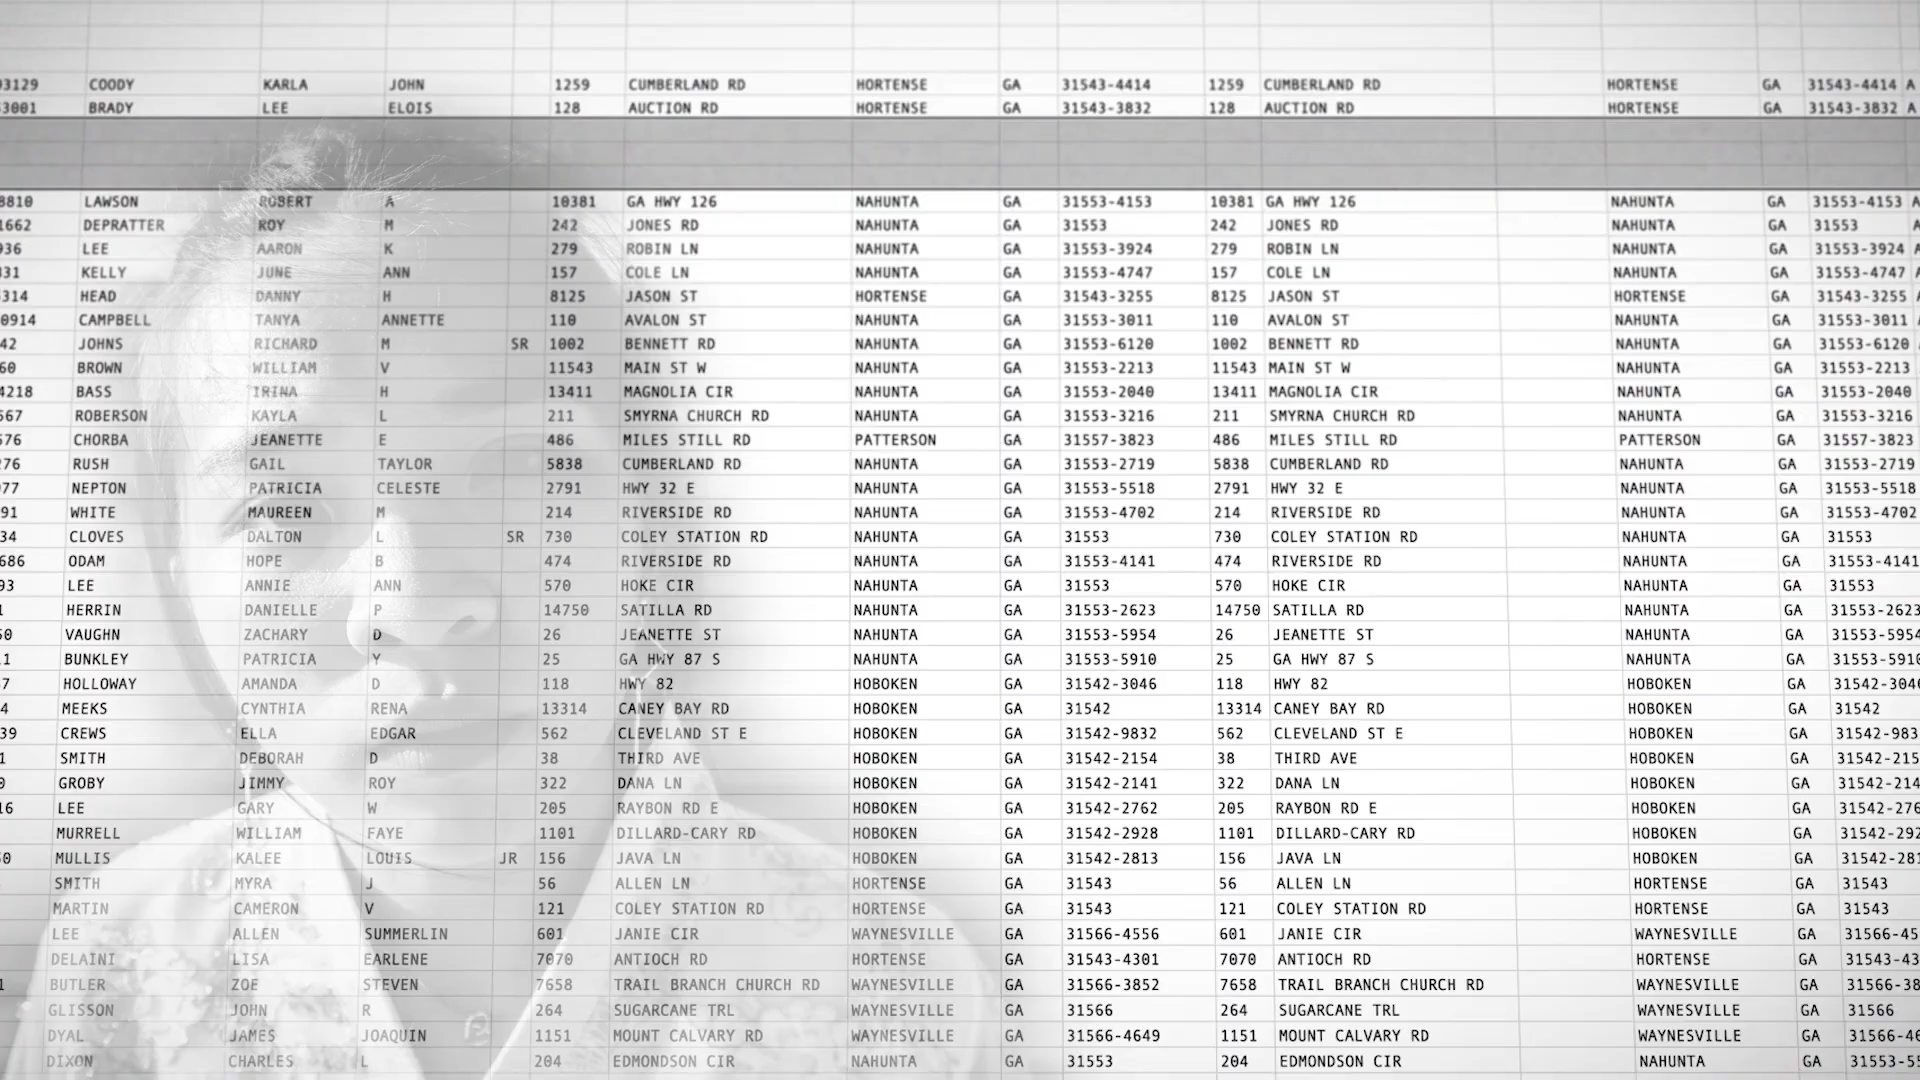 93129 COODY KARLA JOHN 1259 CUMBERLAND RD HORTENSE GA 31543-4414 1259 CUMBERLAND RD HORTENSE GA 31543-4414 A
3001 BRADY LEE ELOIS 128 AUCTION RD HORTENSE GA 31543-3832 128 AUCTION RD HORTENSE GA 31543-3832 A
8810 LAWSON ROBERT A 10381 GA HWY 126 NAHUNTA GA 31553-4153 10381 GA HWY 126 NAHUNTA GA 31553-4153 A
1662 DEPRATTER ROY M 242 JONES RD NAHUNTA GA 31553 242 JONES RD NAHUNTA GA 31553 A
936 LEE AARON K 279 ROBIN LN NAHUNTA GA 31553-3924 279 ROBIN LN NAHUNTA GA 31553-3924 A
331 KELLY JUNE ANN 157 COLE LN NAHUNTA GA 31553-4747 157 COLE LN NAHUNTA GA 31553-4747
5314 HEAD DANNY H 8125 JASON ST HORTENSE GA 31543-3255 8125 JASON ST HORTENSE GA 31543-3255
0914 CAMPBELL TANYA ANNETTE 110 AVALON ST NAHUNTA GA 31553-3011 110 AVALON ST NAHUNTA GA 31553-3011
42 JOHNS RICHARD M SR 1002 BENNETT RD NAHUNTA GA 31553-6120 1002 BENNETT RD NAHUNTA GA 31553-6120
60 BROWN WILLIAM V 11543 MAIN ST W NAHUNTA GA 31553-2213 11543 MAIN ST W NAHUNTA GA 31553-2213
4218 BASS IRINA H 13411 MAGNOLIA CIR NAHUNTA GA 31553-2040 13411 MAGNOLIA CIR NAHUNTA GA 31553-2040
567 ROBERSON KAYLA L 211 SMYRNA CHURCH RD NAHUNTA GA 31553-3216 211 SMYRNA CHURCH RD NAHUNTA GA 31553-3216
576 CHORBA JEANETTE E 486 MILES STILL RD PATTERSON GA 31557-3823 486 MILES STILL RD PATTERSON GA 31557-3823
276 RUSH GAIL TAYLOR 5838 CUMBERLAND RD NAHUNTA GA 31553-2719 5838 CUMBERLAND RD NAHUNTA GA 31553-2719
977 NEPTON PATRICIA CELESTE 2791 HWY 32 E NAHUNTA GA 31553-5518 2791 HWY 32 E NAHUNTA GA 31553-5518
91 WHITE MAUREEN M 214 RIVERSIDE RD NAHUNTA GA 31553-4702 214 RIVERSIDE RD NAHUNTA GA 31553-4702
34 CLOVES DALTON L SR 730 COLEY STATION RD NAHUNTA GA 31553 730 COLEY STATION RD NAHUNTA GA 31553
686 ODAM HOPE B 474 RIVERSIDE RD NAHUNTA GA 31553-4141 474 RIVERSIDE RD NAHUNTA GA 31553-4141
93 LEE ANNIE ANN 570 HOKE CIR NAHUNTA GA 31553 570 HOKE CIR NAHUNTA GA 31553
1 HERRIN DANIELLE P 14750 SATILLA RD NAHUNTA GA 31553-2623 14750 SATILLA RD NAHUNTA GA 31553-2623
50 VAUGHN ZACHARY D 26 JEANETTE ST NAHUNTA GA 31553-5954 26 JEANETTE ST NAHUNTA GA 31553-5954
1 BUNKLEY PATRICIA Y 25 GA HWY 87 S NAHUNTA GA 31553-5910 25 GA HWY 87 S NAHUNTA GA 31553-5910
7 HOLLOWAY AMANDA D 118 HWY 82 HOBOKEN GA 31542-3046 118 HWY 82 HOBOKEN GA 31542-3046
4 MEEKS CYNTHIA RENA 13314 CANEY BAY RD HOBOKEN GA 31542 13314 CANEY BAY RD HOBOKEN GA 31542
39 CREWS ELLA EDGAR 562 CLEVELAND ST E HOBOKEN GA 31542-9832 562 CLEVELAND ST E HOBOKEN GA 31542-983
1 SMITH DEBORAH D 38 THIRD AVE HOBOKEN GA 31542-2154 38 THIRD AVE HOBOKEN GA 31542-215
0 GROBY JIMMY ROY 322 DANA LN HOBOKEN GA 31542-2141 322 DANA LN HOBOKEN GA 31542-214
16 LEE GARY W 205 RAYBON RD E HOBOKEN GA 31542-2762 205 RAYBON RD E HOBOKEN GA 31542-276
MURRELL WILLIAM FAYE 1101 DILLARD-CARY RD HOBOKEN GA 31542-2928 1101 DILLARD-CARY RD HOBOKEN GA 31542-292
0 MULLIS KALEE LOUIS JR 156 JAVA LN HOBOKEN GA 31542-2813 156 JAVA LN HOBOKEN GA 31542-281
SMITH MYRA J 56 ALLEN LN HORTENSE GA 31543 56 ALLEN LN HORTENSE GA 31543
MARTIN CAMERON V 121 COLEY STATION RD HORTENSE GA 31543 121 COLEY STATION RD HORTENSE GA 31543
LEE ALLEN SUMMERLIN 601 JANIE CIR WAYNESVILLE GA 31566-4556 601 JANIE CIR WAYNESVILLE GA 31566-45
DELAINI LISA EARLENE 7070 ANTIOCH RD HORTENSE GA 31543-4301 7070 ANTIOCH RD HORTENSE GA 31543-43
1 BUTLER ZOE STEVEN 7658 TRAIL BRANCH CHURCH RD WAYNESVILLE GA 31566-3852 7658 TRAIL BRANCH CHURCH RD WAYNESVILLE GA 31566-38
GLISSON JOHN R 264 SUGARCANE TRL WAYNESVILLE GA 31566 264 SUGARCANE TRL WAYNESVILLE GA 31566
DYAL JAMES JOAQUIN 1151 MOUNT CALVARY RD WAYNESVILLE GA 31566-4649 1151 MOUNT CALVARY RD WAYNESVILLE GA 31566-46
DIXON CHARLES L 204 EDMONDSON CIR NAHUNTA GA 31553 204 EDMONDSON CIR NAHUNTA GA 31553-55